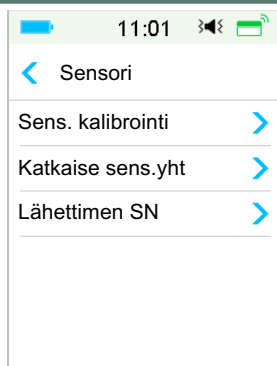 11:01
Sensori
Sens. kalibrointi
Katkaise sens.yht
Lähettimen SN